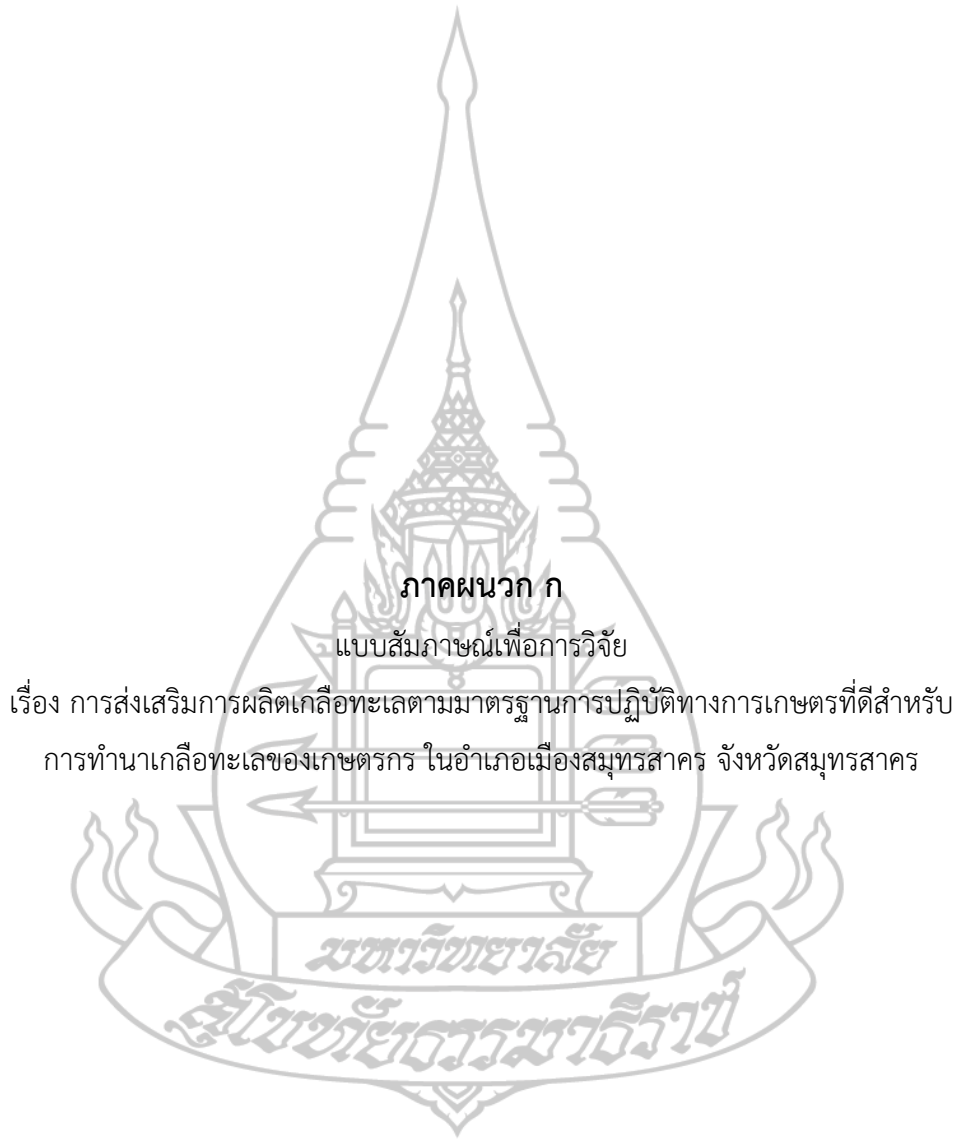 ภาคผนวก ก
แบบสัมภาษณ์เพื่อการวิจัย
เรื่อง การส่งเสริมการผลิตเกลือทะเลตามมาตรฐานการปฏิบัติทางการเกษตรที่ดีสำหรับ
การทำนาเกลือทะเลของเกษตรกร ในอำเภอเมืองสมุทรสาคร จังหวัดสมุทรสาคร
มหาวิทยาลัย
สุโขทัยธรรมาธิราช